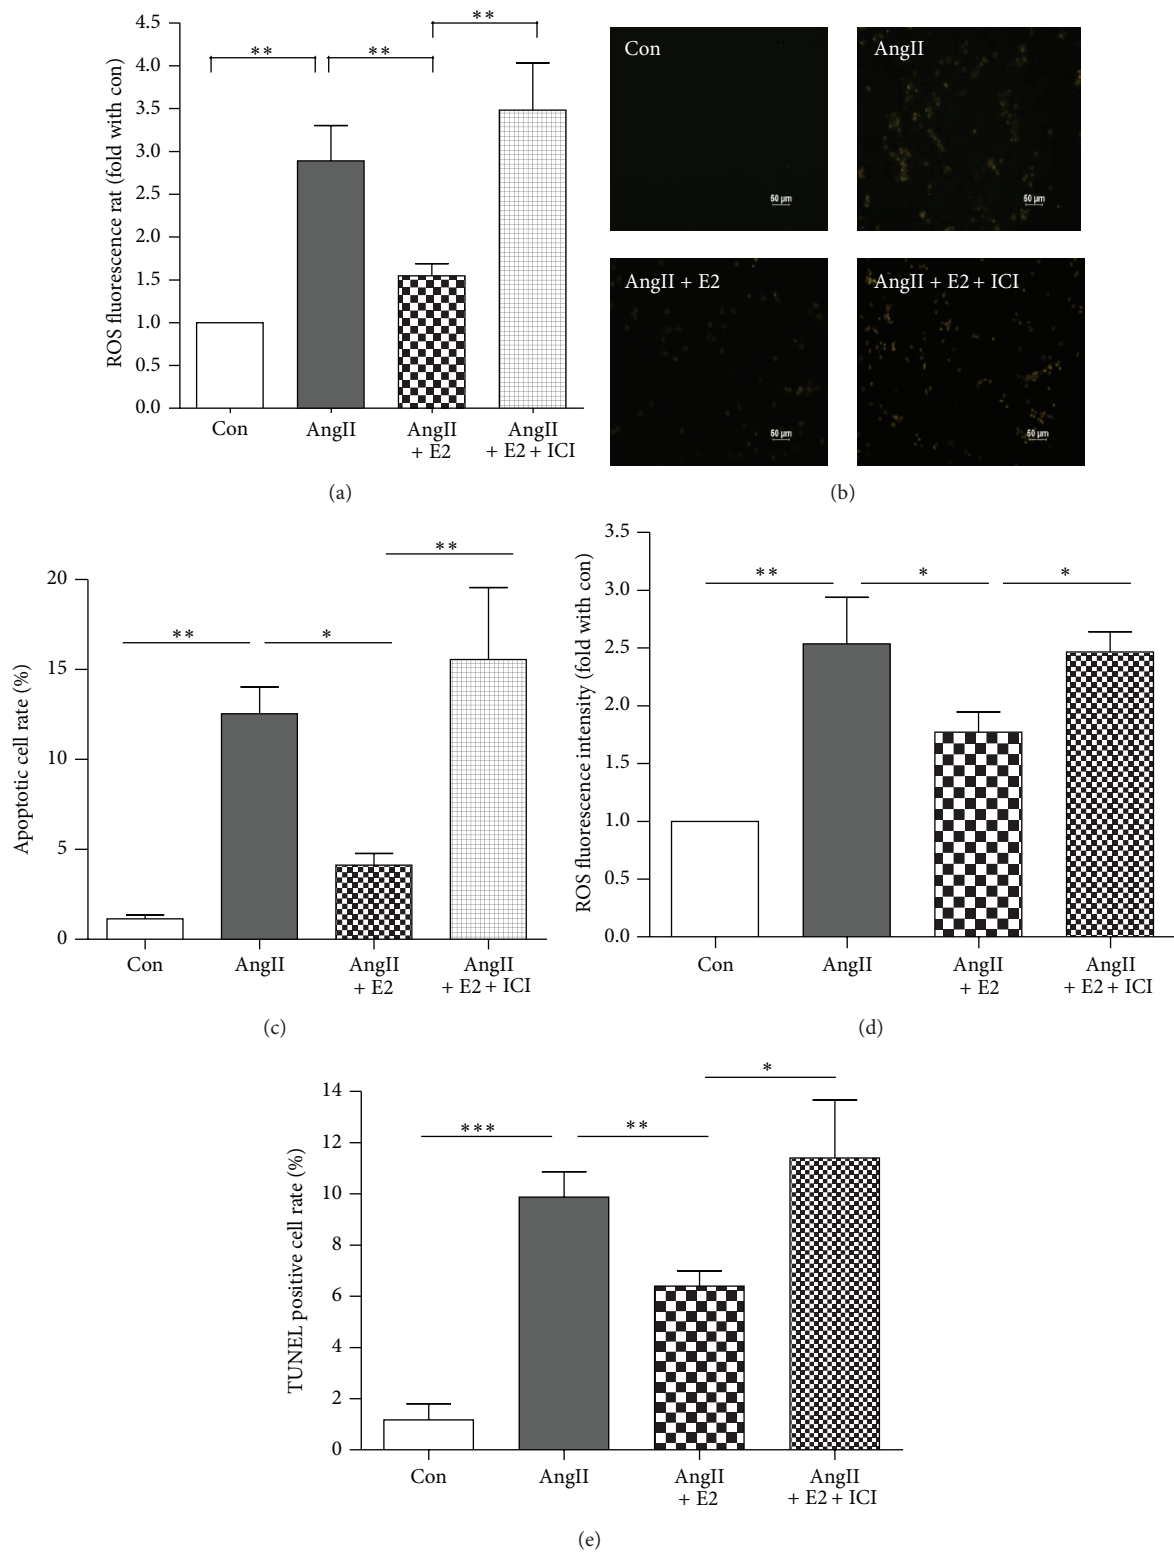 **
**
**
4.5
4.0
3.5
3.0
2.5
2.0
1.5
1.0
0.5
0.0
ROS fluorescence rat (fold with con)
Con
AngII
AngII
+ E2
AngII
+ E2 + ICI
(a)
Con
50 μm
AngII
50 μm
AngII + E2
50 μm
AngII + E2 + ICI
50 μm
(b)
**
**
*
20
15
10
5
0
Apoptotic cell rate (%)
Con
AngII
AngII
+ E2
AngII
+ E2 + ICI
(c)
**
*
*
3.5
3.0
2.5
2.0
1.5
1.0
0.5
0.0
ROS fluorescence intensity (fold with con)
Con
AngII
AngII
+ E2
AngII
+ E2 + ICI
(d)
*
***
**
14
12
10
8
6
4
2
0
TUNEL positive cell rate (%)
Con
AngII
AngII
+ E2
AngII
+ E2 + ICI
(e)